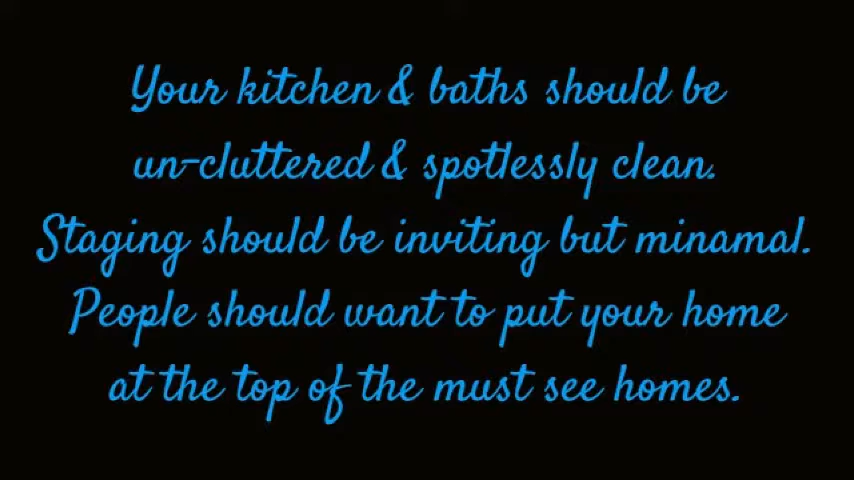 Your kitchen & baths should be
un-cluttered & spotlessly clean.
Staging should be inviting but minamal.
People should want to put your home
at the top of the must see homes.